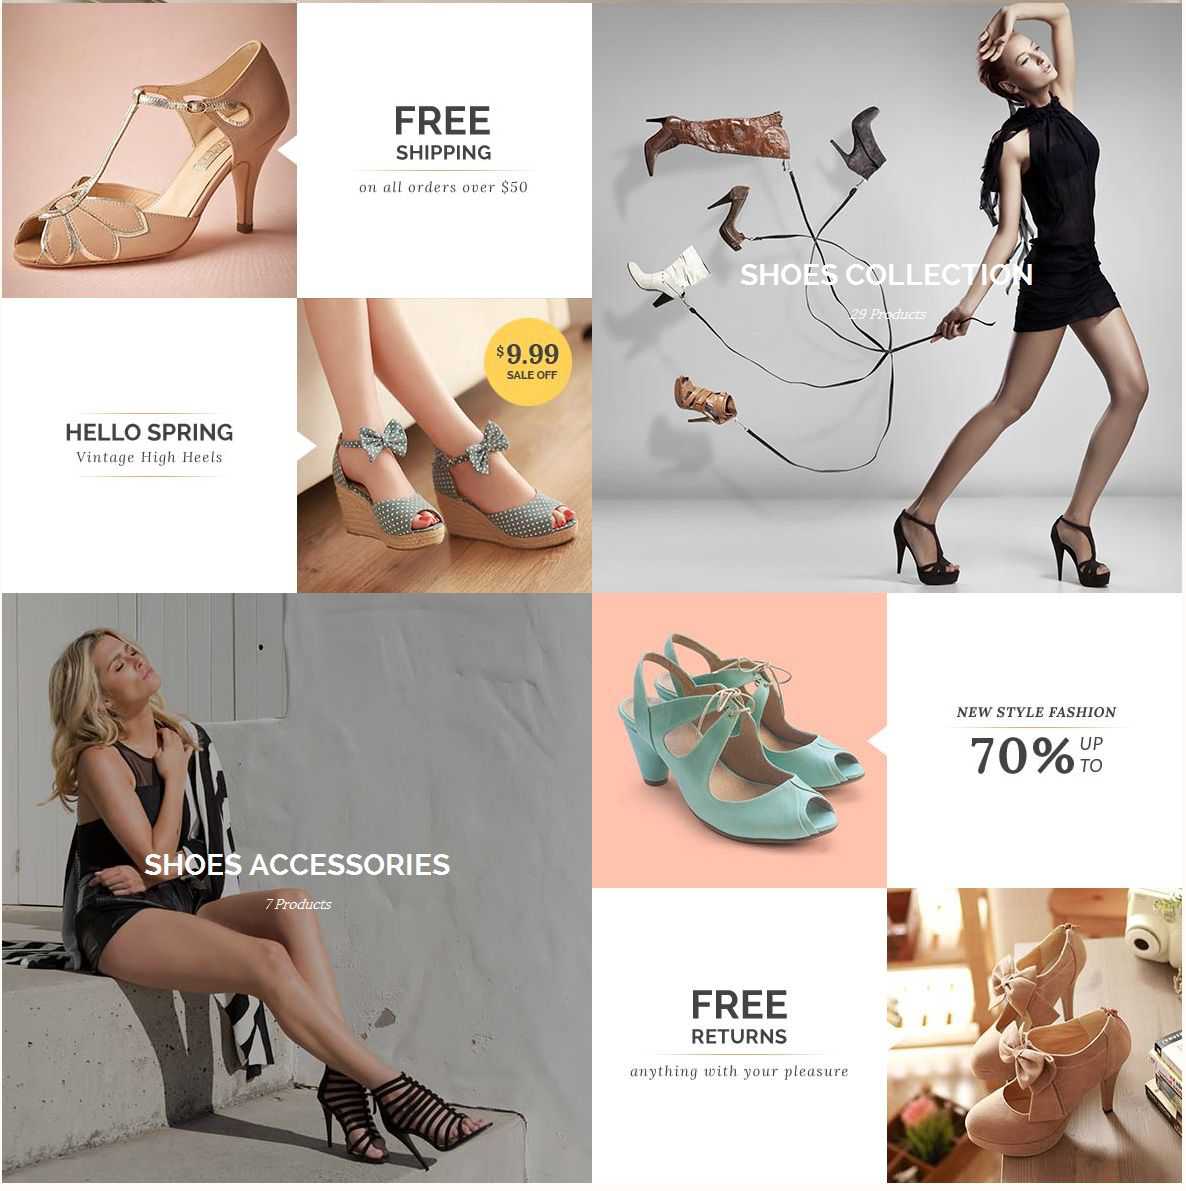 FREE
SHIPPING
on all orders over $50
SHOES COLLECTION
29 Products
$9.99
SALE OFF
HELLO SPRING
Vintage High Heels
SHOES ACCESSORIES
7 Products
NEW STYLE FASHION
70% UP
TO
FREE
RETURNS
anything with your pleasure